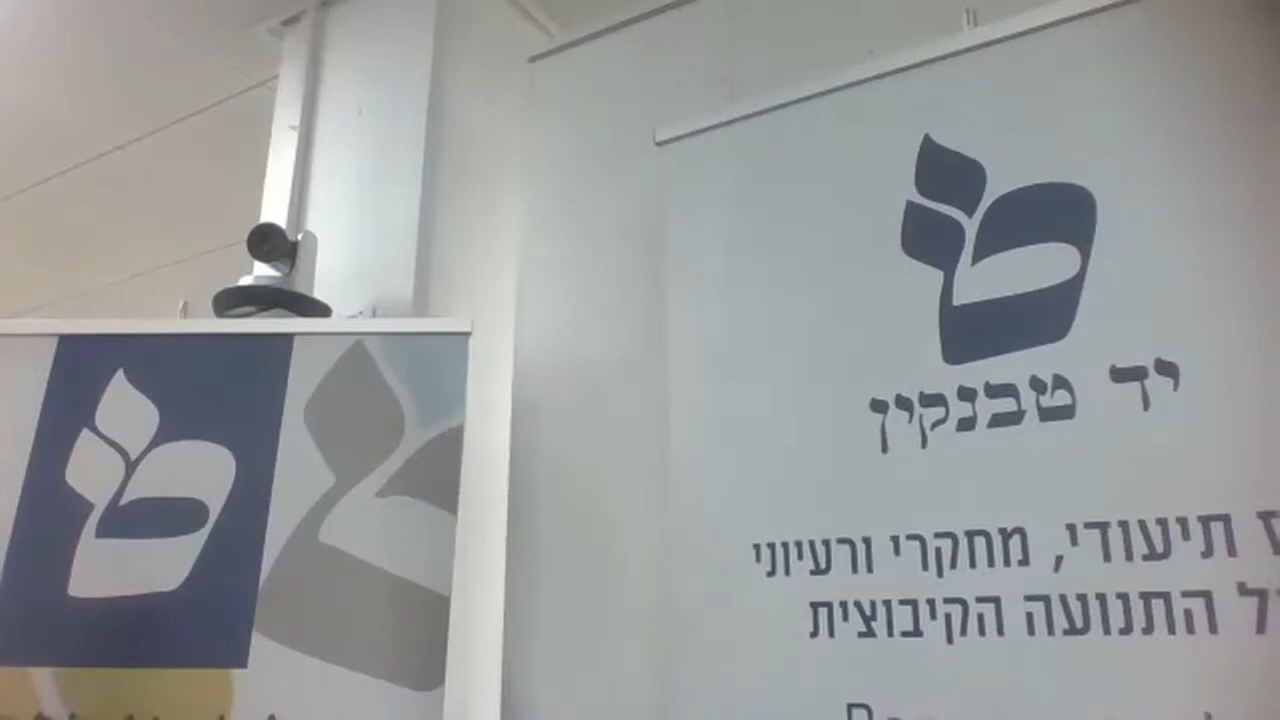 יד טבנקין
תיעודי, מחקרי ורעיוני
התנועה הקיבוצית